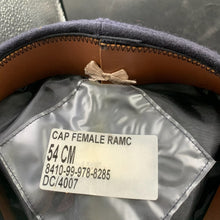 CAP FEMALE RAMC
54 CM
8410-99-978-8285
DC/4007